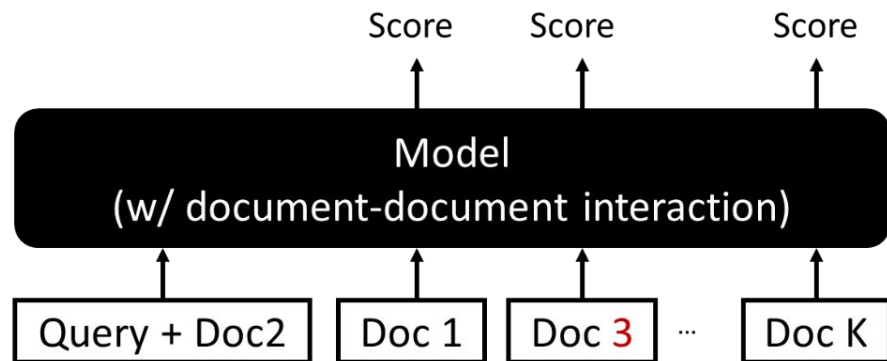 Score Score Score
Model
(w/ document-document interaction)
Query + Doc2 Doc 1 Doc 3 ... Doc K